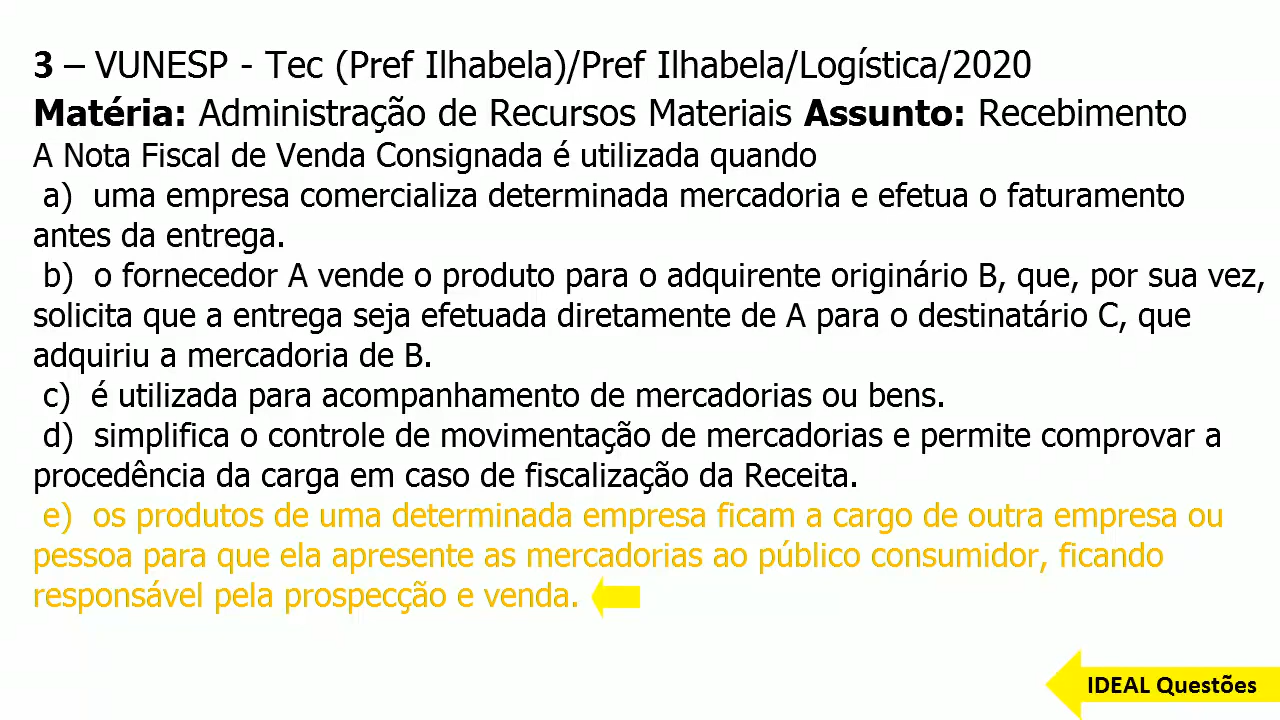 3 – VUNESP - Tec (Pref Ilhabela)/Pref Ilhabela/Logística/2020
Matéria: Administração de Recursos Materiais Assunto: Recebimento
A Nota Fiscal de Venda Consignada é utilizada quando
a) uma empresa comercializa determinada mercadoria e efetua o faturamento
antes da entrega.
b) o fornecedor A vende o produto para o adquirente originário B, que, por sua vez,
solicita que a entrega seja efetuada diretamente de A para o destinatário C, que
adquiriu a mercadoria de B.
c) é utilizada para acompanhamento de mercadorias ou bens.
d) simplifica o controle de movimentação de mercadorias e permite comprovar a
procedência da carga em caso de fiscalização da Receita.
e) os produtos de uma determinada empresa ficam a cargo de outra empresa ou
pessoa para que ela apresente as mercadorias ao público consumidor, ficando
responsável pela prospecção e venda.
IDEAL Questões